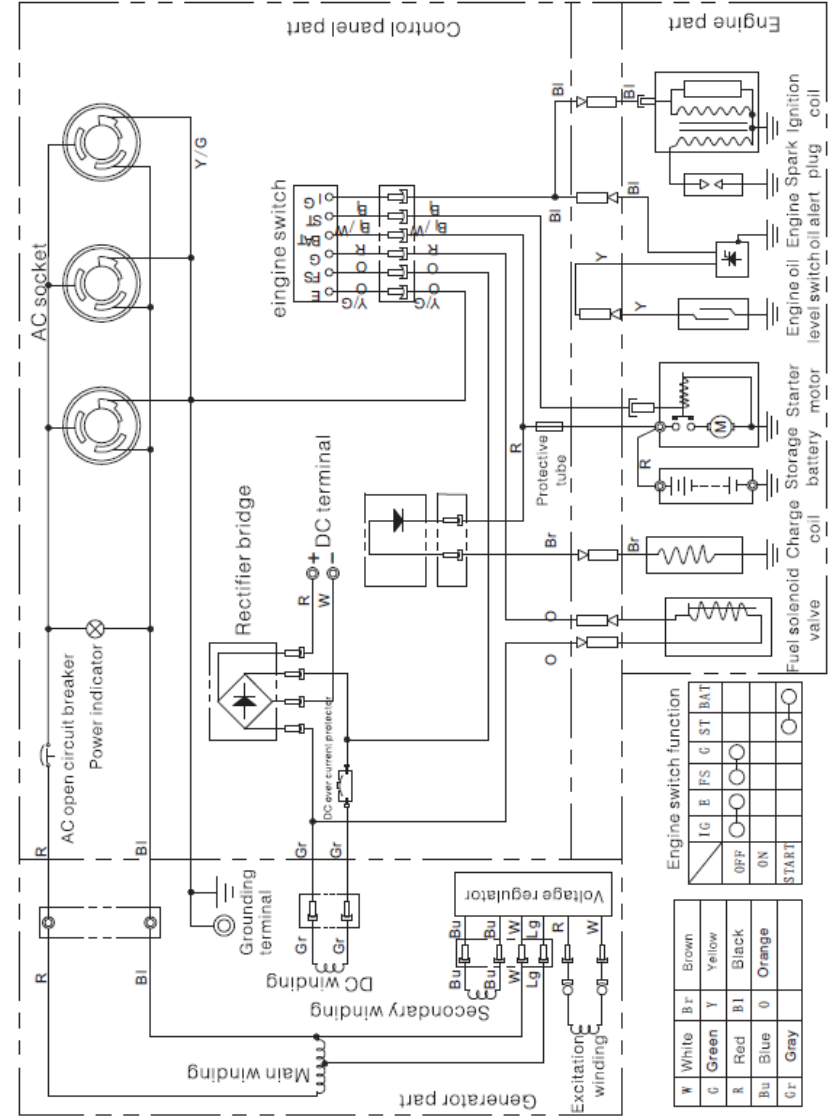 Control panel part
Engine part
AC socket
Y/G
eingine switch
IG
ST
BAT
G
FS
E
Bl
Bl/W
R
O
O
Y/G
Bl
Bl/W
R
O
O
Y/G
Bl
Bl
Bl
Bl
Y
Y
Ignition coil
Spark plug
Engine oil alert
Engine oil level switch
Starter motor
Storage battery
Charge coil
Fuel solenoid valve
M
R
R
Protective tube
Br
Br
O
O
Rectifier bridge
+ DC terminal
−
R
W
AC open circuit breaker
Power indicator
DC over current protector
R
Bl
Gr
Gr
R
Bl
Grounding terminal
Gr
Gr
DC winding
Secondary winding
Main winding
Generator part
Voltage regulator
Bu
Bu
W
Lg
R
W
Bu
Bu
W
Lg
Excitation winding
Engine switch function
IG E FS G ST BAT
OFF
ON
START
W White Br Brown
G Green Y Yellow
R Red Bl Black
Bu Blue O Orange
Gr Gray